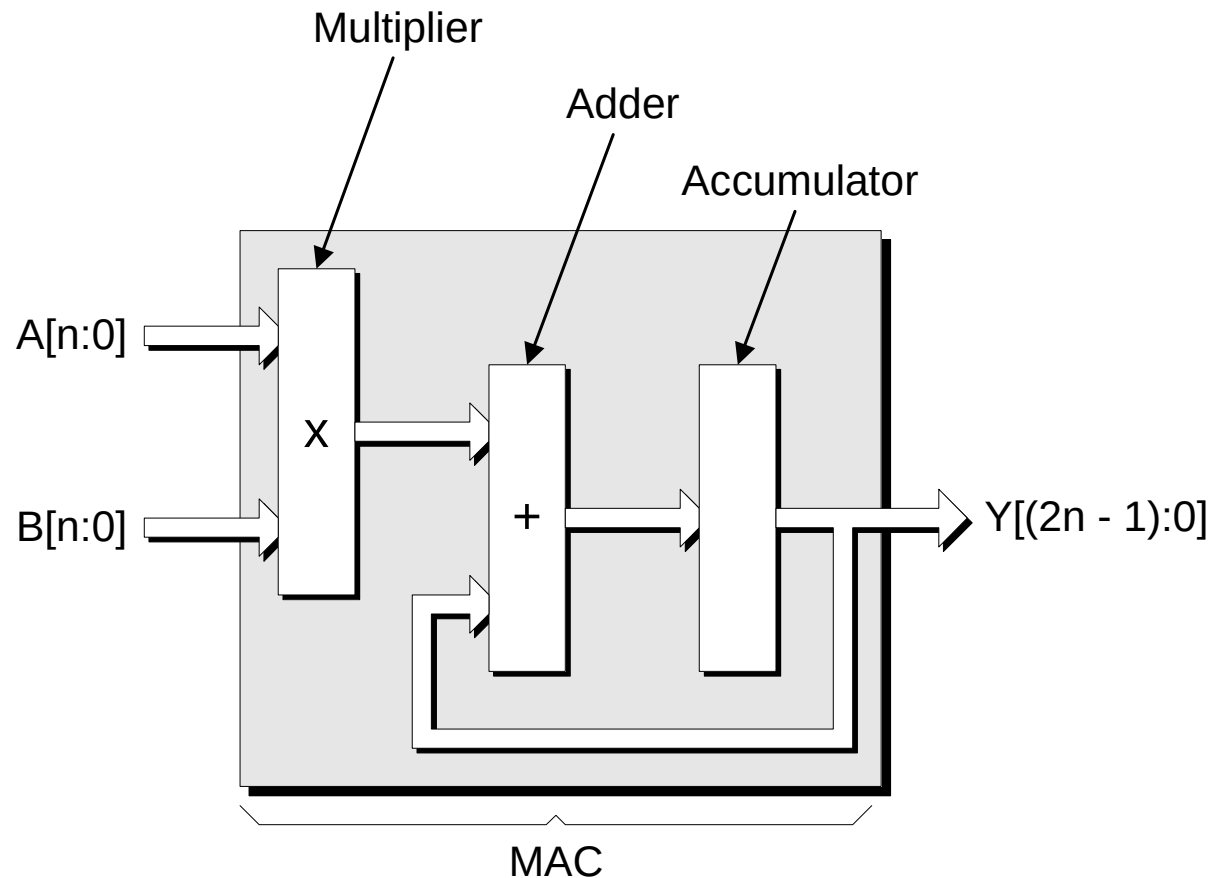 Multiplier
Adder
Accumulator
A[n:0]
x
B[n:0]
+
Y[(2n - 1):0]
MAC